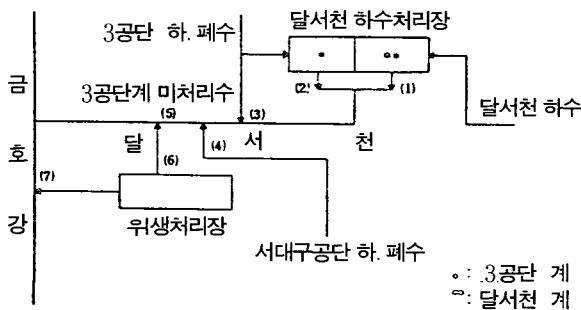 3공단 하. 폐수
달서천 하수처리장
금
호
강
(2)
(1)
3공단계 미처리수
(5)
(3)
달서천 하수
달
서
천
(6)
(4)
(7)
위생처리장
서대구공단 하. 폐수
: 3공단 계
: 달서천 계